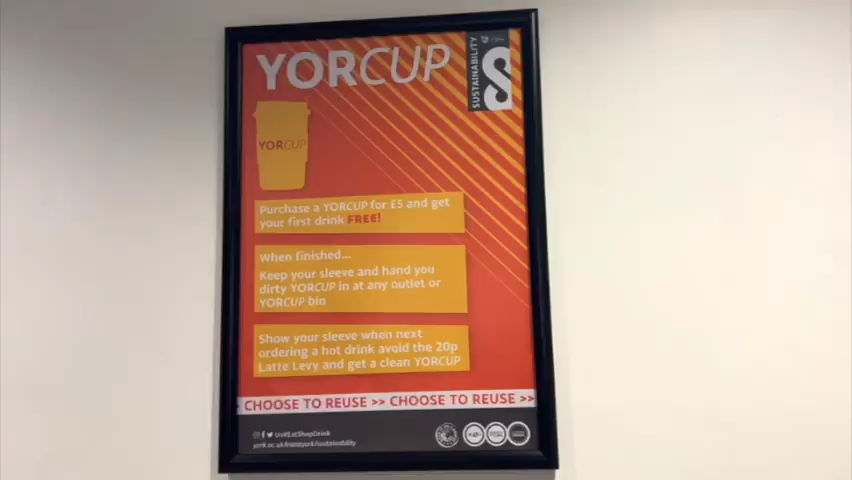 YORCUP
SUSTAINABILITY
YORCUP
Purchase a YORCUP for £5 and get
your first drink FREE!
When finished...
Keep your sleeve and hand you
dirty YORCUP in at any outlet or
YORCUP bin
Show your sleeve when next
ordering a hot drink avoid the 20p
Latte Levy and get a clean YORCUP
CHOOSE TO REUSE >> CHOOSE TO REUSE >>